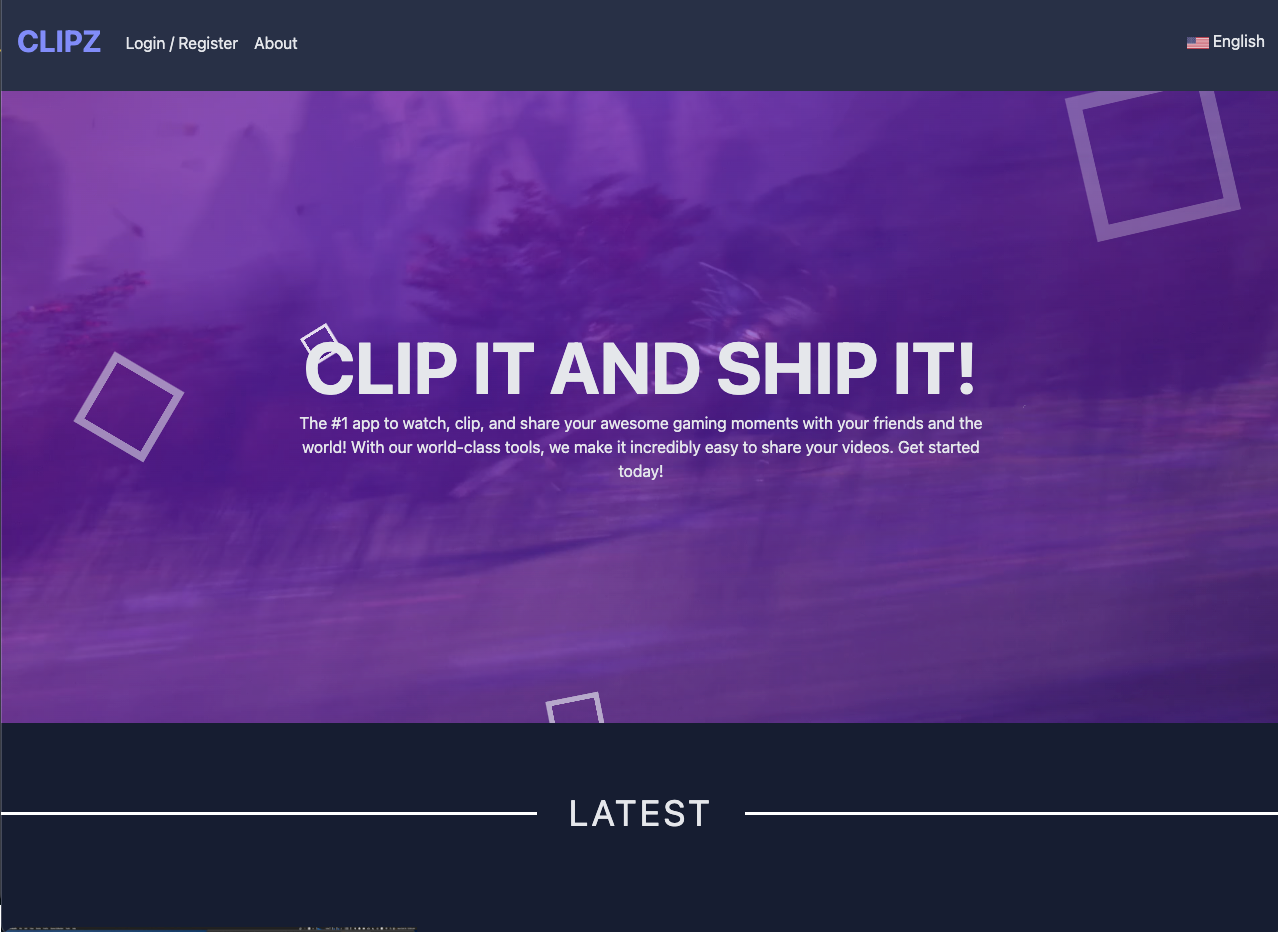 CLIPZ
Login / Register
About
English
CLIP IT AND SHIP IT!
The #1 app to watch, clip, and share your awesome gaming moments with your friends and the
world! With our world-class tools, we make it incredibly easy to share your videos. Get started
today!
LATEST